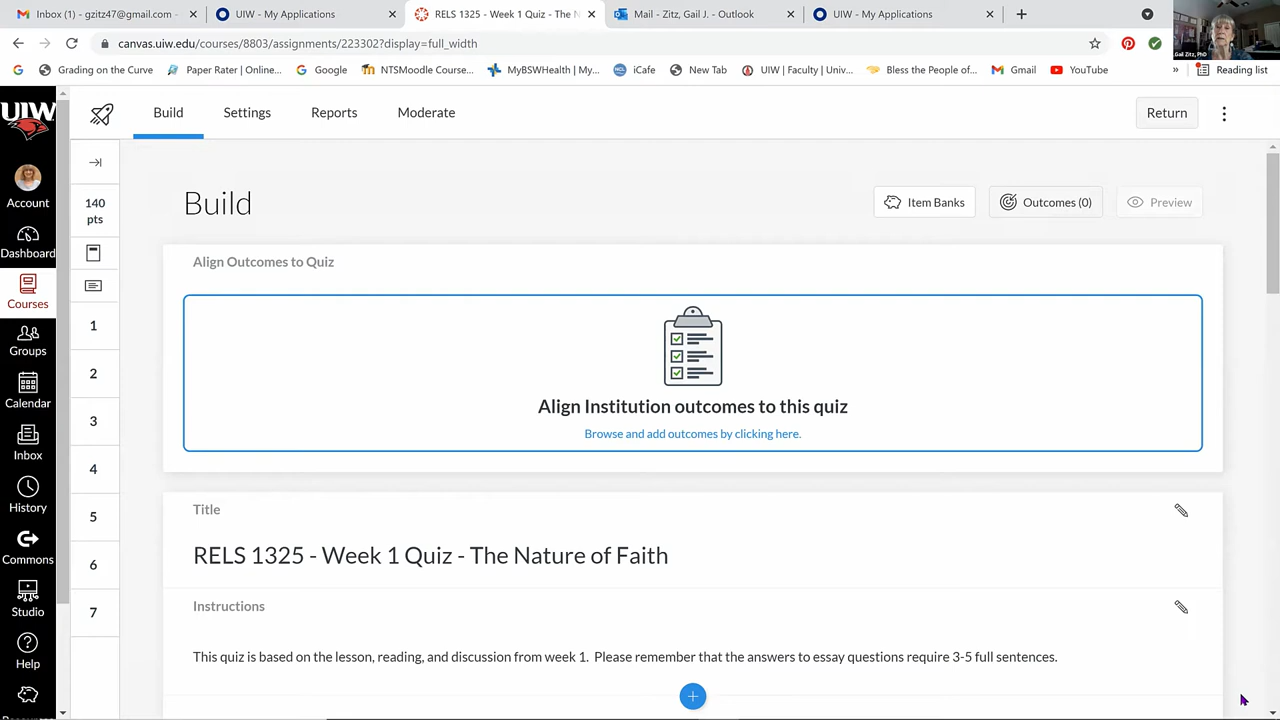 Inbox (1) - gzitz47@gmail.com
UIW - My Applications
RELS 1325 - Week 1 Quiz - The N
Mail - Zitz, Gail J. - Outlook
UIW - My Applications
canvas.uiw.edu/courses/8803/assignments/223302?display=full_width
Gail Zitz, PhD
Grading on the Curve
Paper Rater | Online...
Google
NTSMoodle Course...
MyBSWHealth | My...
iCafe
New Tab
UIW | Faculty | Univ...
Bless the people of...
Gmail
YouTube
»
Reading list
UIW
Build
Settings
Reports
Moderate
Return
Account
140
pts
Build
Item Banks
Outcomes (0)
Preview
Dashboard
Align Outcomes to Quiz
Courses
1
Groups
2
Calendar
Align Institution outcomes to this quiz
3
Browse and add outcomes by clicking here.
Inbox
4
History
5
Title
Commons
6
RELS 1325 - Week 1 Quiz - The Nature of Faith
Studio
7
Instructions
Help
This quiz is based on the lesson, reading, and discussion from week 1. Please remember that the answers to essay questions require 3-5 full sentences.